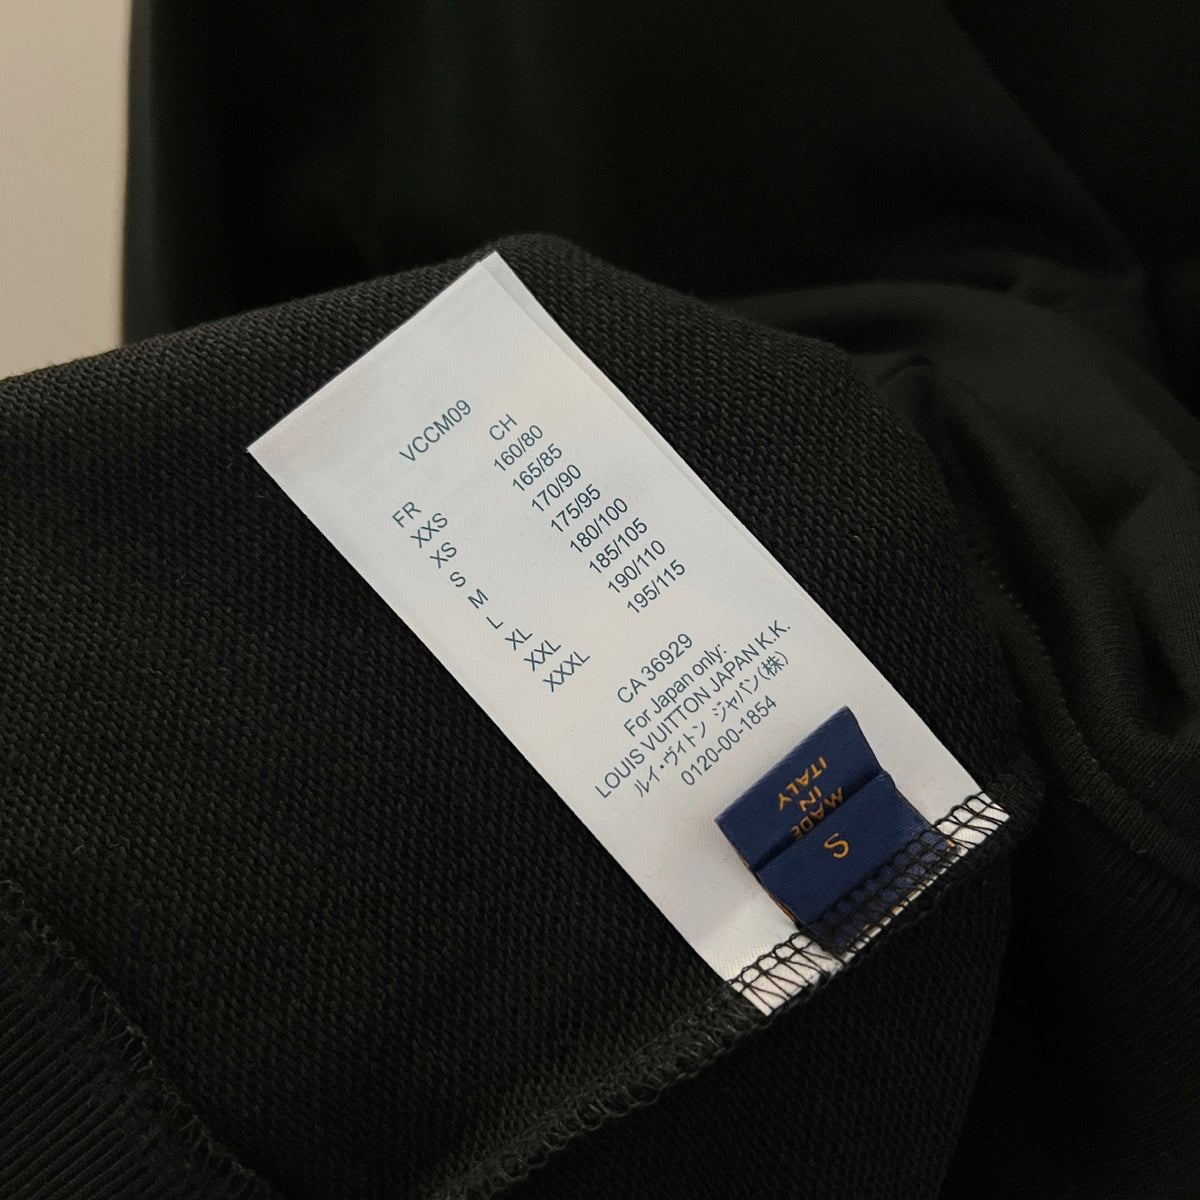 VCCM09
FR CH
XXS 160/80
XS 165/85
S 170/90
M 175/95
L 180/100
XL 185/105
XXL 190/110
XXXL 195/115
CA 36929
For Japan only:
LOUIS VUITTON JAPAN K.K.
ルイ・ヴィトン ジャパン(株)
0120-00-1854
S
MADE
IN
ITALY